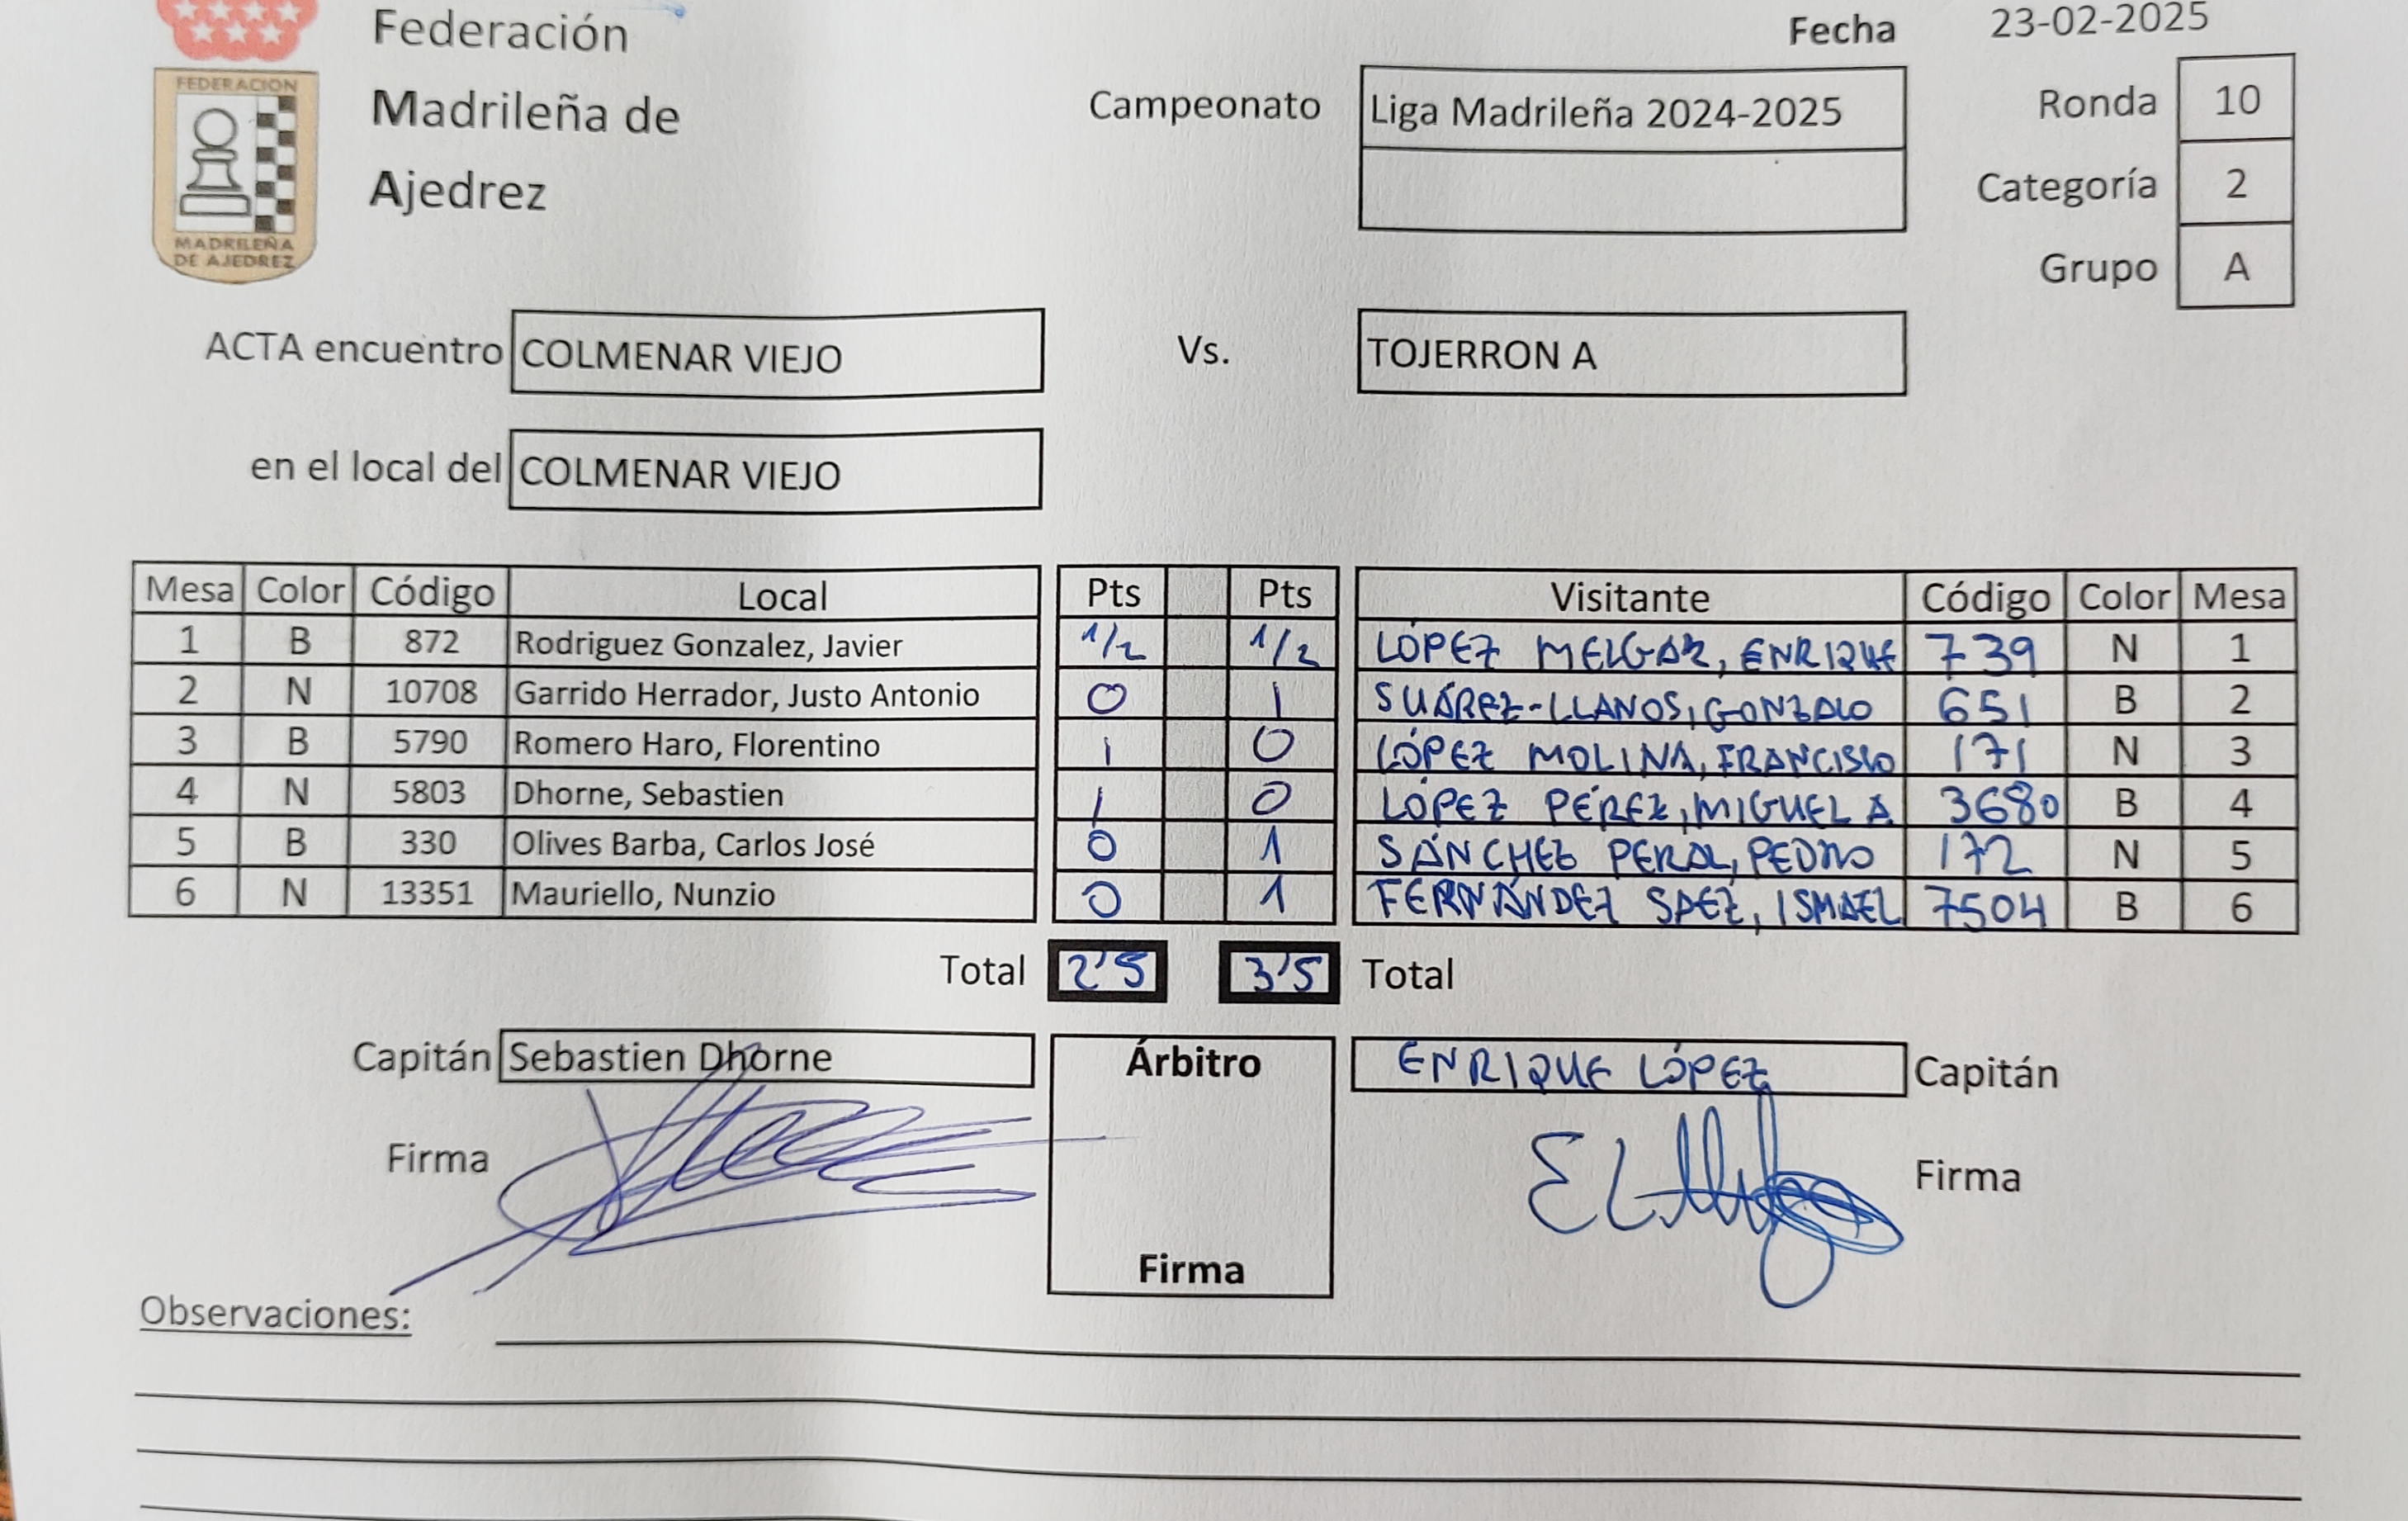 Federación
Madrileña de
Ajedrez
FEDERACION
MADRILEÑA
DE AJEDREZ
Fecha 23-02-2025
Campeonato Liga Madrileña 2024-2025
Ronda 10
Categoría 2
Grupo A
ACTA encuentro COLMENAR VIEJO Vs. TOJERRON A
en el local del COLMENAR VIEJO
Mesa Color Código Local Pts Pts Visitante Código Color Mesa
1 B 872 Rodriguez Gonzalez, Javier 1/2 1/2 LÓPEZ MELGAR, ENRIQUE 739 N 1
2 N 10708 Garrido Herrador, Justo Antonio 0 1 SUÁREZ-LLANOS, GONZALO 651 B 2
3 B 5790 Romero Haro, Florentino 1 0 LÓPEZ MOLINA, FRANCISCO 171 N 3
4 N 5803 Dhorne, Sebastien 1 0 LÓPEZ PÉREZ, MIGUEL A 3680 B 4
5 B 330 Olives Barba, Carlos José 0 1 SÁNCHEZ PERAL, PEDRO 172 N 5
6 N 13351 Mauriello, Nunzio 0 1 FERNÁNDEZ SAEZ, ISMAEL 7504 B 6
Total 2'5 3'5 Total
Capitán Sebastien Dhorne Árbitro ENRIQUE LÓPEZ Capitán
Firma Firma
Firma
Observaciones: